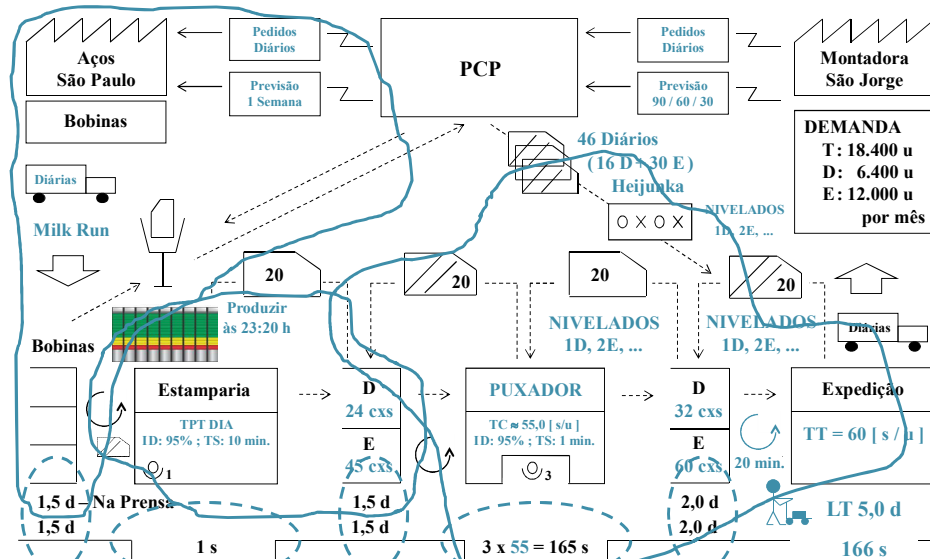 Aços
São Paulo
Pedidos
Diários
PCP
Pedidos
Diários
Montadora
São Jorge
Previsão
1 Semana
Previsão
90 / 60 / 30
Bobinas
DEMANDA
T: 18.400 u
D: 6.400 u
E: 12.000 u
por mês
46 Diários
( 16 D + 30 E )
Heijunka
Diárias
Milk Run
O X O X
NIVELADOS
1D, 2E, ...
20
20
20
20
Produzir
às 23:20 h
NIVELADOS
1D, 2E, ...
NIVELADOS
1D, 2E, ...
Diárias
Bobinas
Estamparia
TPT DIA
ID: 95% ; TS: 10 min.
1
D
24 cxs
E
45 cxs
PUXADOR
TC ≈ 55,0 [ s/u ]
ID: 95% ; TS: 1 min.
3
D
32 cxs
E
60 cxs
20 min.
Expedição
TT = 60 [ s / u ]
1,5 d – Na Prensa
1,5 d
1,5 d
1,5 d
2,0 d
2,0 d
LT 5,0 d
1 s
3 x 55 = 165 s
166 s